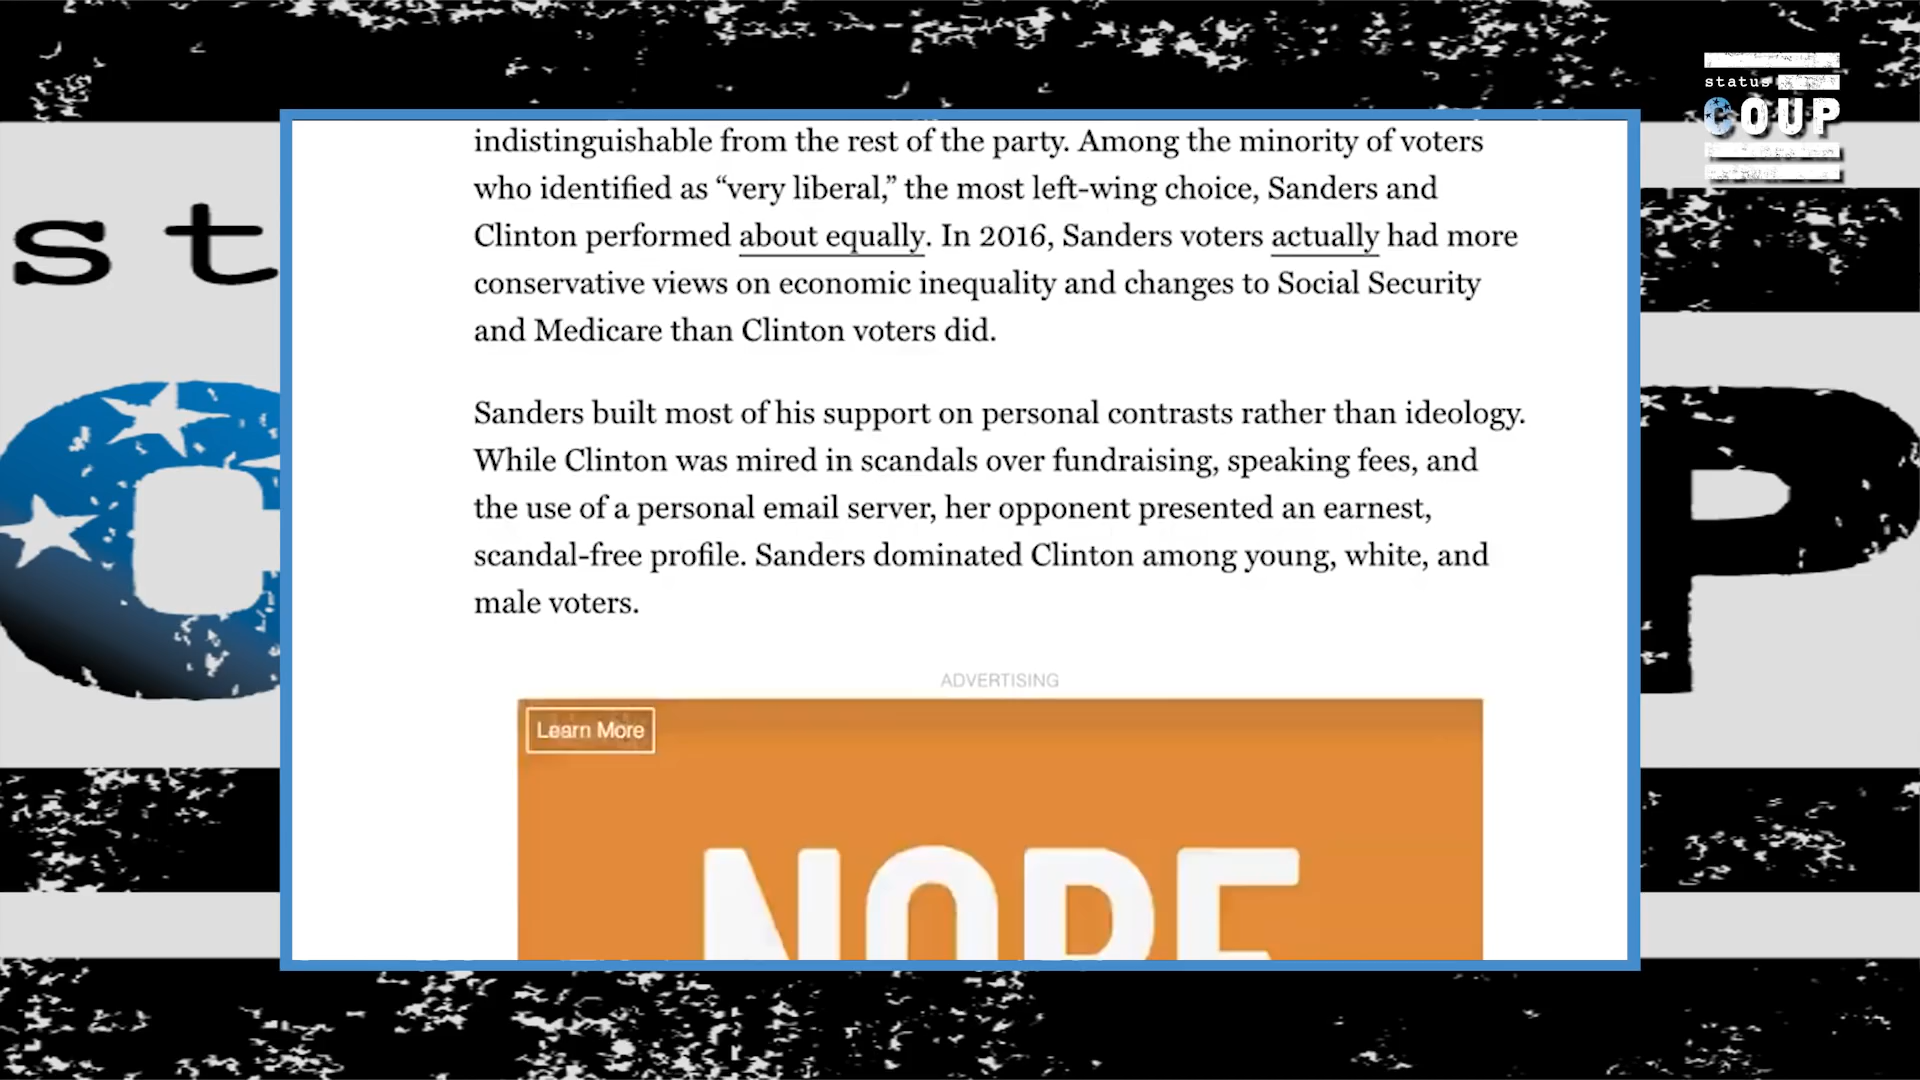 status
COUP
st
C
P
indistinguishable from the rest of the party. Among the minority of voters
who identified as “very liberal,” the most left-wing choice, Sanders and
Clinton performed about equally. In 2016, Sanders voters actually had more
conservative views on economic inequality and changes to Social Security
and Medicare than Clinton voters did.
Sanders built most of his support on personal contrasts rather than ideology.
While Clinton was mired in scandals over fundraising, speaking fees, and
the use of a personal email server, her opponent presented an earnest,
scandal-free profile. Sanders dominated Clinton among young, white, and
male voters.
ADVERTISING
Learn More